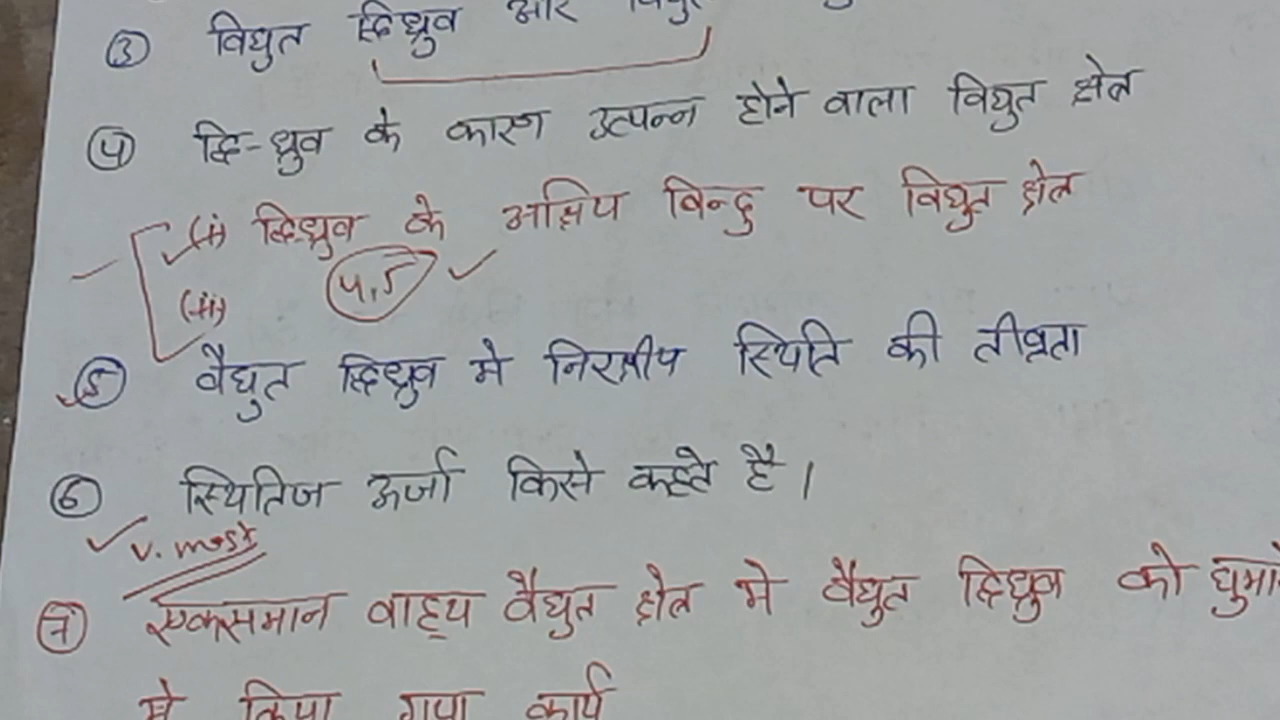 ③ विद्युत द्विध्रुव और
④ द्वि-ध्रुव के कारण उत्पन्न होने वाला विद्युत क्षेत्र
(i) द्विध्रुव के अक्षिय बिन्दु पर विद्युत क्षेत्र
(ii) 4,5
⑤ वैद्युत द्विध्रुव मे निरक्षीय स्थिति की तीव्रता
⑥ स्थितिज ऊर्जा किसे कहते है।
v. most
⑦ एकसमान वाह्य वैद्युत क्षेत्र मे वैद्युत द्विध्रुव को
मे किया गया कार्य